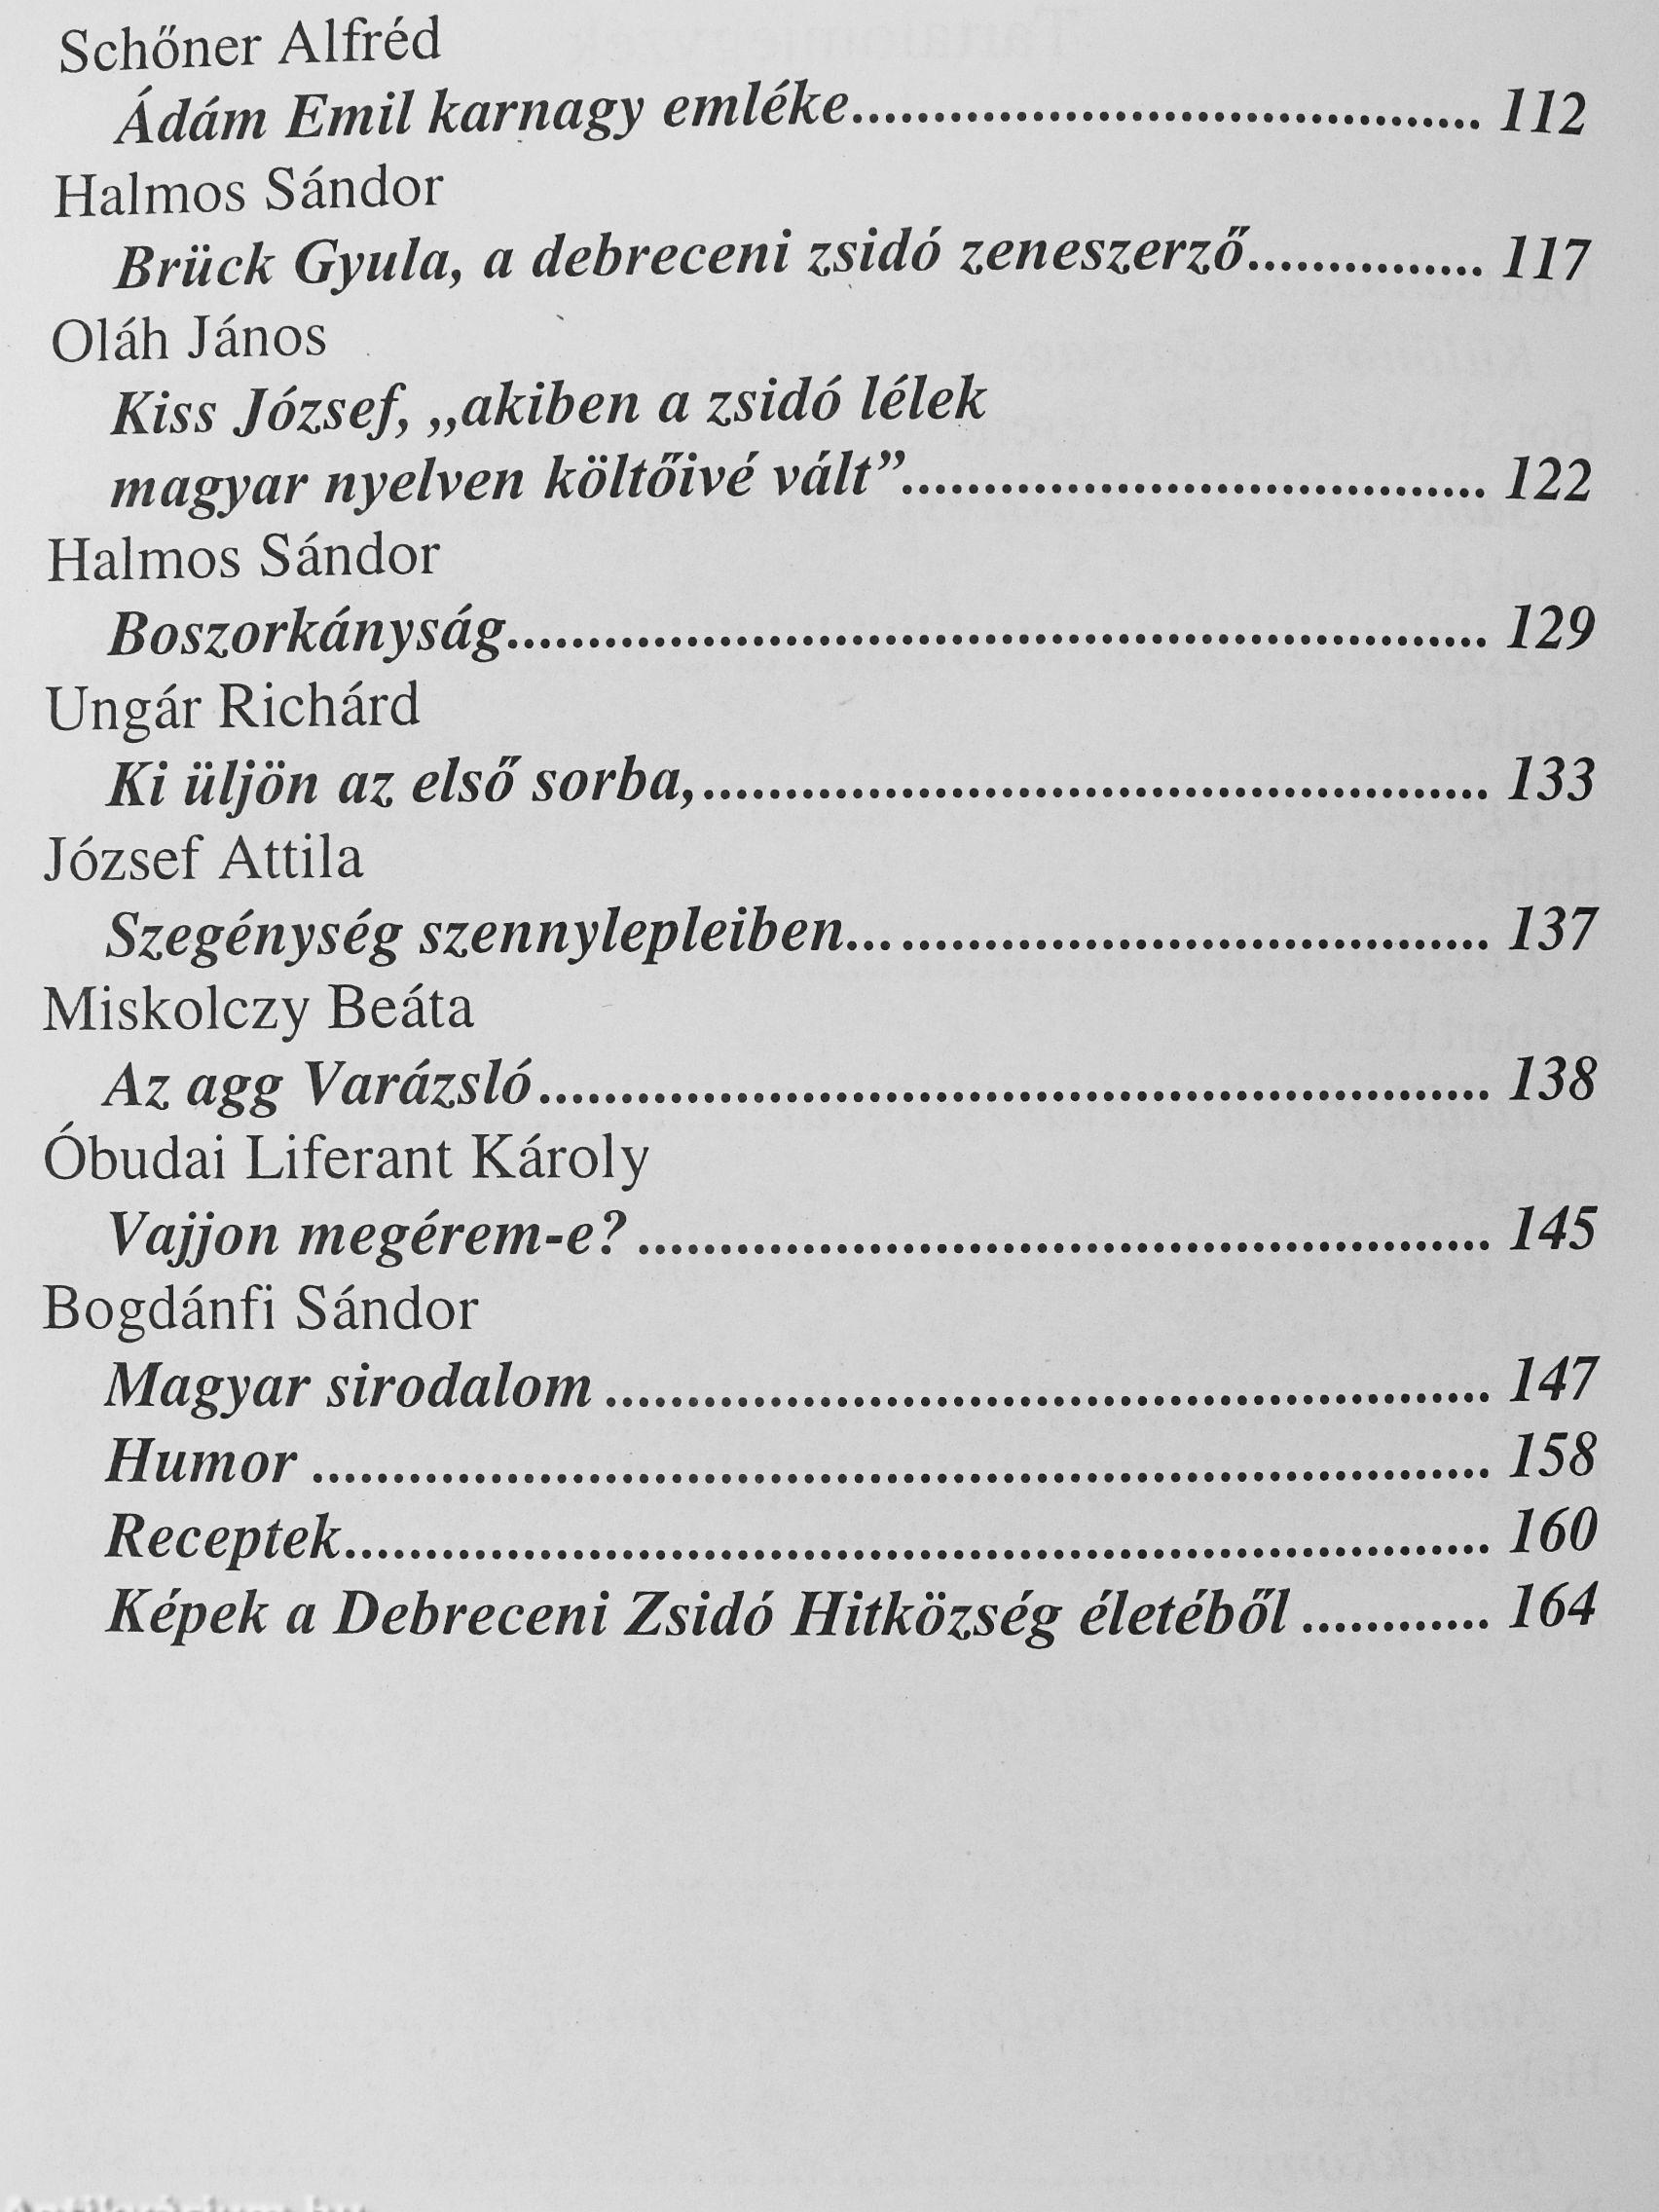 Schőner Alfréd
Ádám Emil karnagy emléke........................................ 112
Halmos Sándor
Brück Gyula, a debreceni zsidó zeneszerző............... 117
Oláh János
Kiss József, „akiben a zsidó lélek
magyar nyelven költőivé vált”..................................... 122
Halmos Sándor
Boszorkányság.............................................................. 129
Ungár Richárd
Ki üljön az első sorba,.................................................. 133
József Attila
Szegénység szennylepleiben......................................... 137
Miskolczy Beáta
Az agg Varázsló............................................................ 138
Óbudai Liferant Károly
Vajjon megérem-e? ...................................................... 145
Bogdánfi Sándor
Magyar sirodalom ........................................................ 147
Humor .......................................................................... 158
Receptek........................................................................ 160
Képek a Debreceni Zsidó Hitközség életéből ............ 164